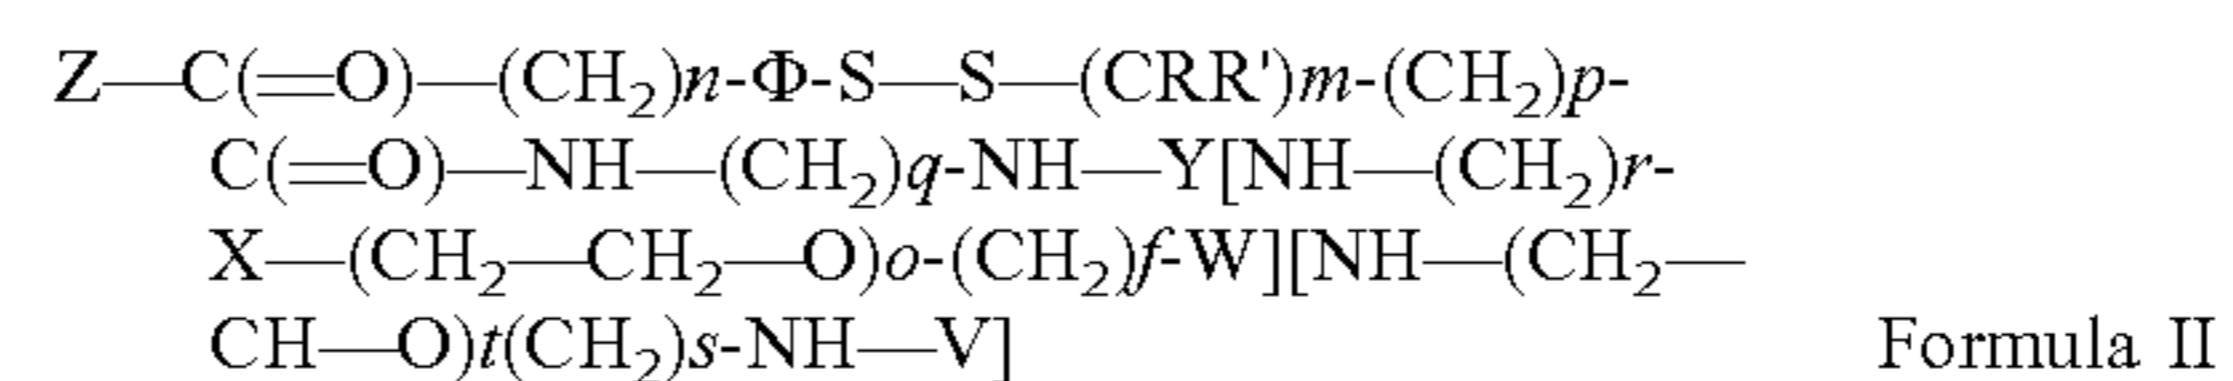 Z—C(=O)—(CH₂)n-Φ-S—S—(CRR')m-(CH₂)p-
C(=O)—NH—(CH₂)q-NH—Y[NH—(CH₂)r-
X—(CH₂—CH₂—O)o-(CH₂)f-W][NH—(CH₂—
CH—O)t(CH₂)s-NH—V] Formula II